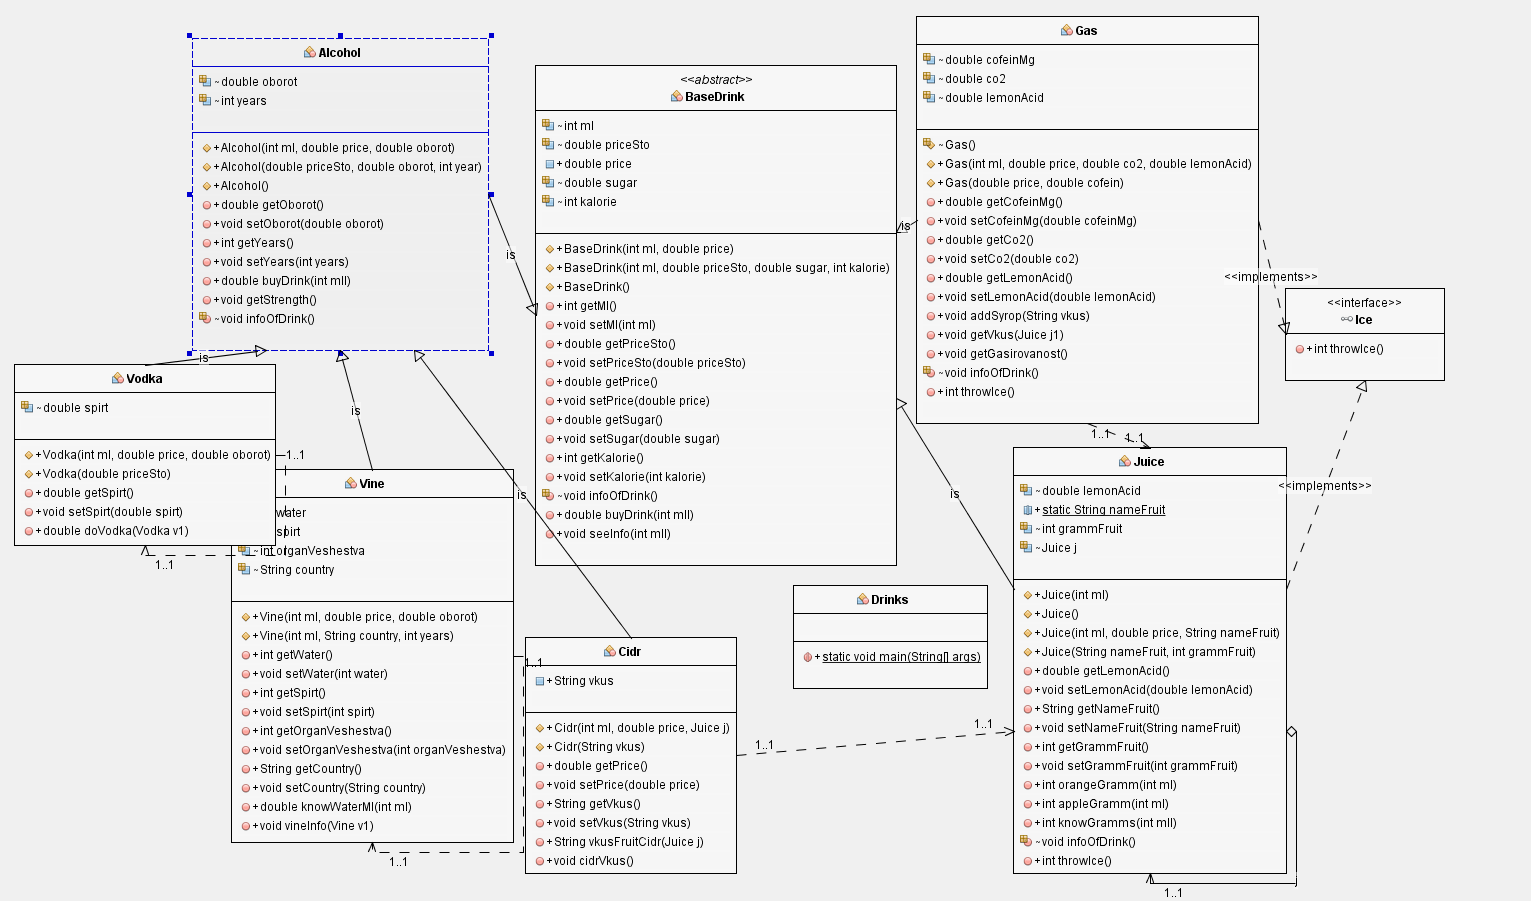 Alcohol
~double oborot
~int years
+Alcohol(int ml, double price, double oborot)
+Alcohol(double priceSto, double oborot, int year)
+Alcohol()
+double getOborot()
+void setOborot(double oborot)
+int getYears()
+void setYears(int years)
+double buyDrink(int mll)
+void getStrength()
~void infoOfDrink()
<<abstract>>
BaseDrink
~int ml
~double priceSto
+double price
~double sugar
~int kalorie
+BaseDrink(int ml, double price)
+BaseDrink(int ml, double priceSto, double sugar, int kalorie)
+BaseDrink()
+int getMl()
+void setMl(int ml)
+double getPriceSto()
+void setPriceSto(double priceSto)
+double getPrice()
+void setPrice(double price)
+double getSugar()
+void setSugar(double sugar)
+int getKalorie()
+void setKalorie(int kalorie)
~void infoOfDrink()
+double buyDrink(int mll)
+void seeInfo(int mll)
Gas
~double cofeinMg
~double co2
~double lemonAcid
~Gas()
+Gas(int ml, double price, double co2, double lemonAcid)
+Gas(double price, double cofein)
+double getCofeinMg()
+void setCofeinMg(double cofeinMg)
+double getCo2()
+void setCo2(double co2)
+double getLemonAcid()
+void setLemonAcid(double lemonAcid)
+void addSyrop(String vkus)
+void getVkus(Juice j1)
+void getGasirovanost()
~void infoOfDrink()
+int throwIce()
is
is
<<implements>>
<<interface>>
Ice
+int throwIce()
is
Vodka
~double spirt
+Vodka(int ml, double price, double oborot)
+Vodka(double priceSto)
+double getSpirt()
+void setSpirt(double spirt)
+double doVodka(Vodka v1)
1..1
1..1
is
is
is
Vine
water
spirt
~int organVeshestva
~String country
+Vine(int ml, double price, double oborot)
+Vine(int ml, String country, int years)
+int getWater()
+void setWater(int water)
+int getSpirt()
+void setSpirt(int spirt)
+int getOrganVeshestva()
+void setOrganVeshestva(int organVeshestva)
+String getCountry()
+void setCountry(String country)
+double knowWaterMl(int ml)
+void vineInfo(Vine v1)
1..1
1..1
Cidr
+String vkus
+Cidr(int ml, double price, Juice j)
+Cidr(String vkus)
+double getPrice()
+void setPrice(double price)
+String getVkus()
+void setVkus(String vkus)
+String vkusFruitCidr(Juice j)
+void cidrVkus()
1..1
1..1
Drinks
+static void main(String[] args)
1..1
1..1
<<implements>>
Juice
~double lemonAcid
+static String nameFruit
~int grammFruit
~Juice j
+Juice(int ml)
+Juice()
+Juice(int ml, double price, String nameFruit)
+Juice(String nameFruit, int grammFruit)
+double getLemonAcid()
+void setLemonAcid(double lemonAcid)
+String getNameFruit()
+void setNameFruit(String nameFruit)
+int getGrammFruit()
+void setGrammFruit(int grammFruit)
+int orangeGramm(int ml)
+int appleGramm(int ml)
+int knowGramms(int mll)
~void infoOfDrink()
+int throwIce()
j
1..1